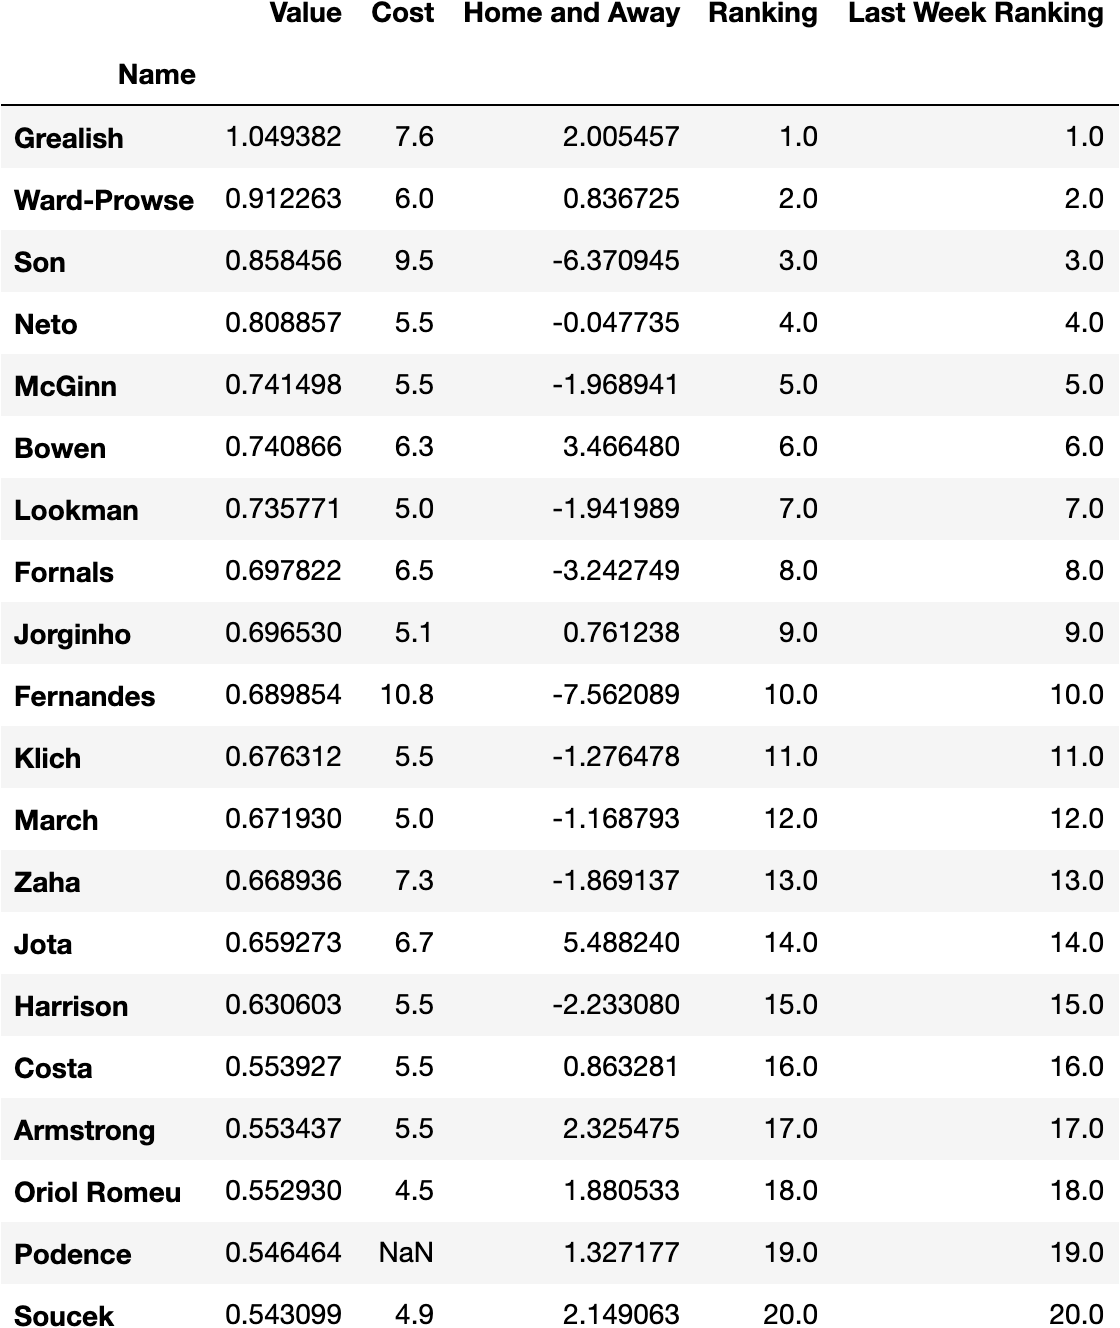 Value Cost Home and Away Ranking Last Week Ranking
Name
Grealish 1.049382 7.6 2.005457 1.0 1.0
Ward-Prowse 0.912263 6.0 0.836725 2.0 2.0
Son 0.858456 9.5 -6.370945 3.0 3.0
Neto 0.808857 5.5 -0.047735 4.0 4.0
McGinn 0.741498 5.5 -1.968941 5.0 5.0
Bowen 0.740866 6.3 3.466480 6.0 6.0
Lookman 0.735771 5.0 -1.941989 7.0 7.0
Fornals 0.697822 6.5 -3.242749 8.0 8.0
Jorginho 0.696530 5.1 0.761238 9.0 9.0
Fernandes 0.689854 10.8 -7.562089 10.0 10.0
Klich 0.676312 5.5 -1.276478 11.0 11.0
March 0.671930 5.0 -1.168793 12.0 12.0
Zaha 0.668936 7.3 -1.869137 13.0 13.0
Jota 0.659273 6.7 5.488240 14.0 14.0
Harrison 0.630603 5.5 -2.233080 15.0 15.0
Costa 0.553927 5.5 0.863281 16.0 16.0
Armstrong 0.553437 5.5 2.325475 17.0 17.0
Oriol Romeu 0.552930 4.5 1.880533 18.0 18.0
Podence 0.546464 NaN 1.327177 19.0 19.0
Soucek 0.543099 4.9 2.149063 20.0 20.0